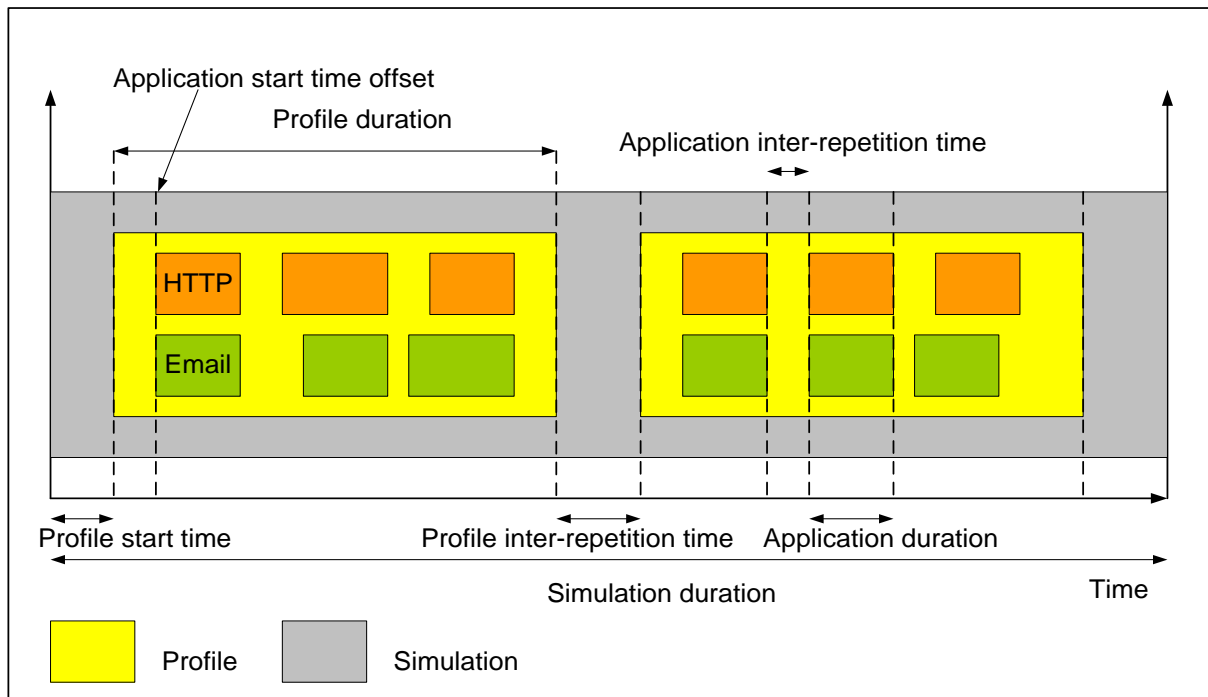 Application start time offset
Profile duration
Application inter-repetition time
HTTP
Email
Profile start time
Profile inter-repetition time
Application duration
Simulation duration
Time
Profile
Simulation